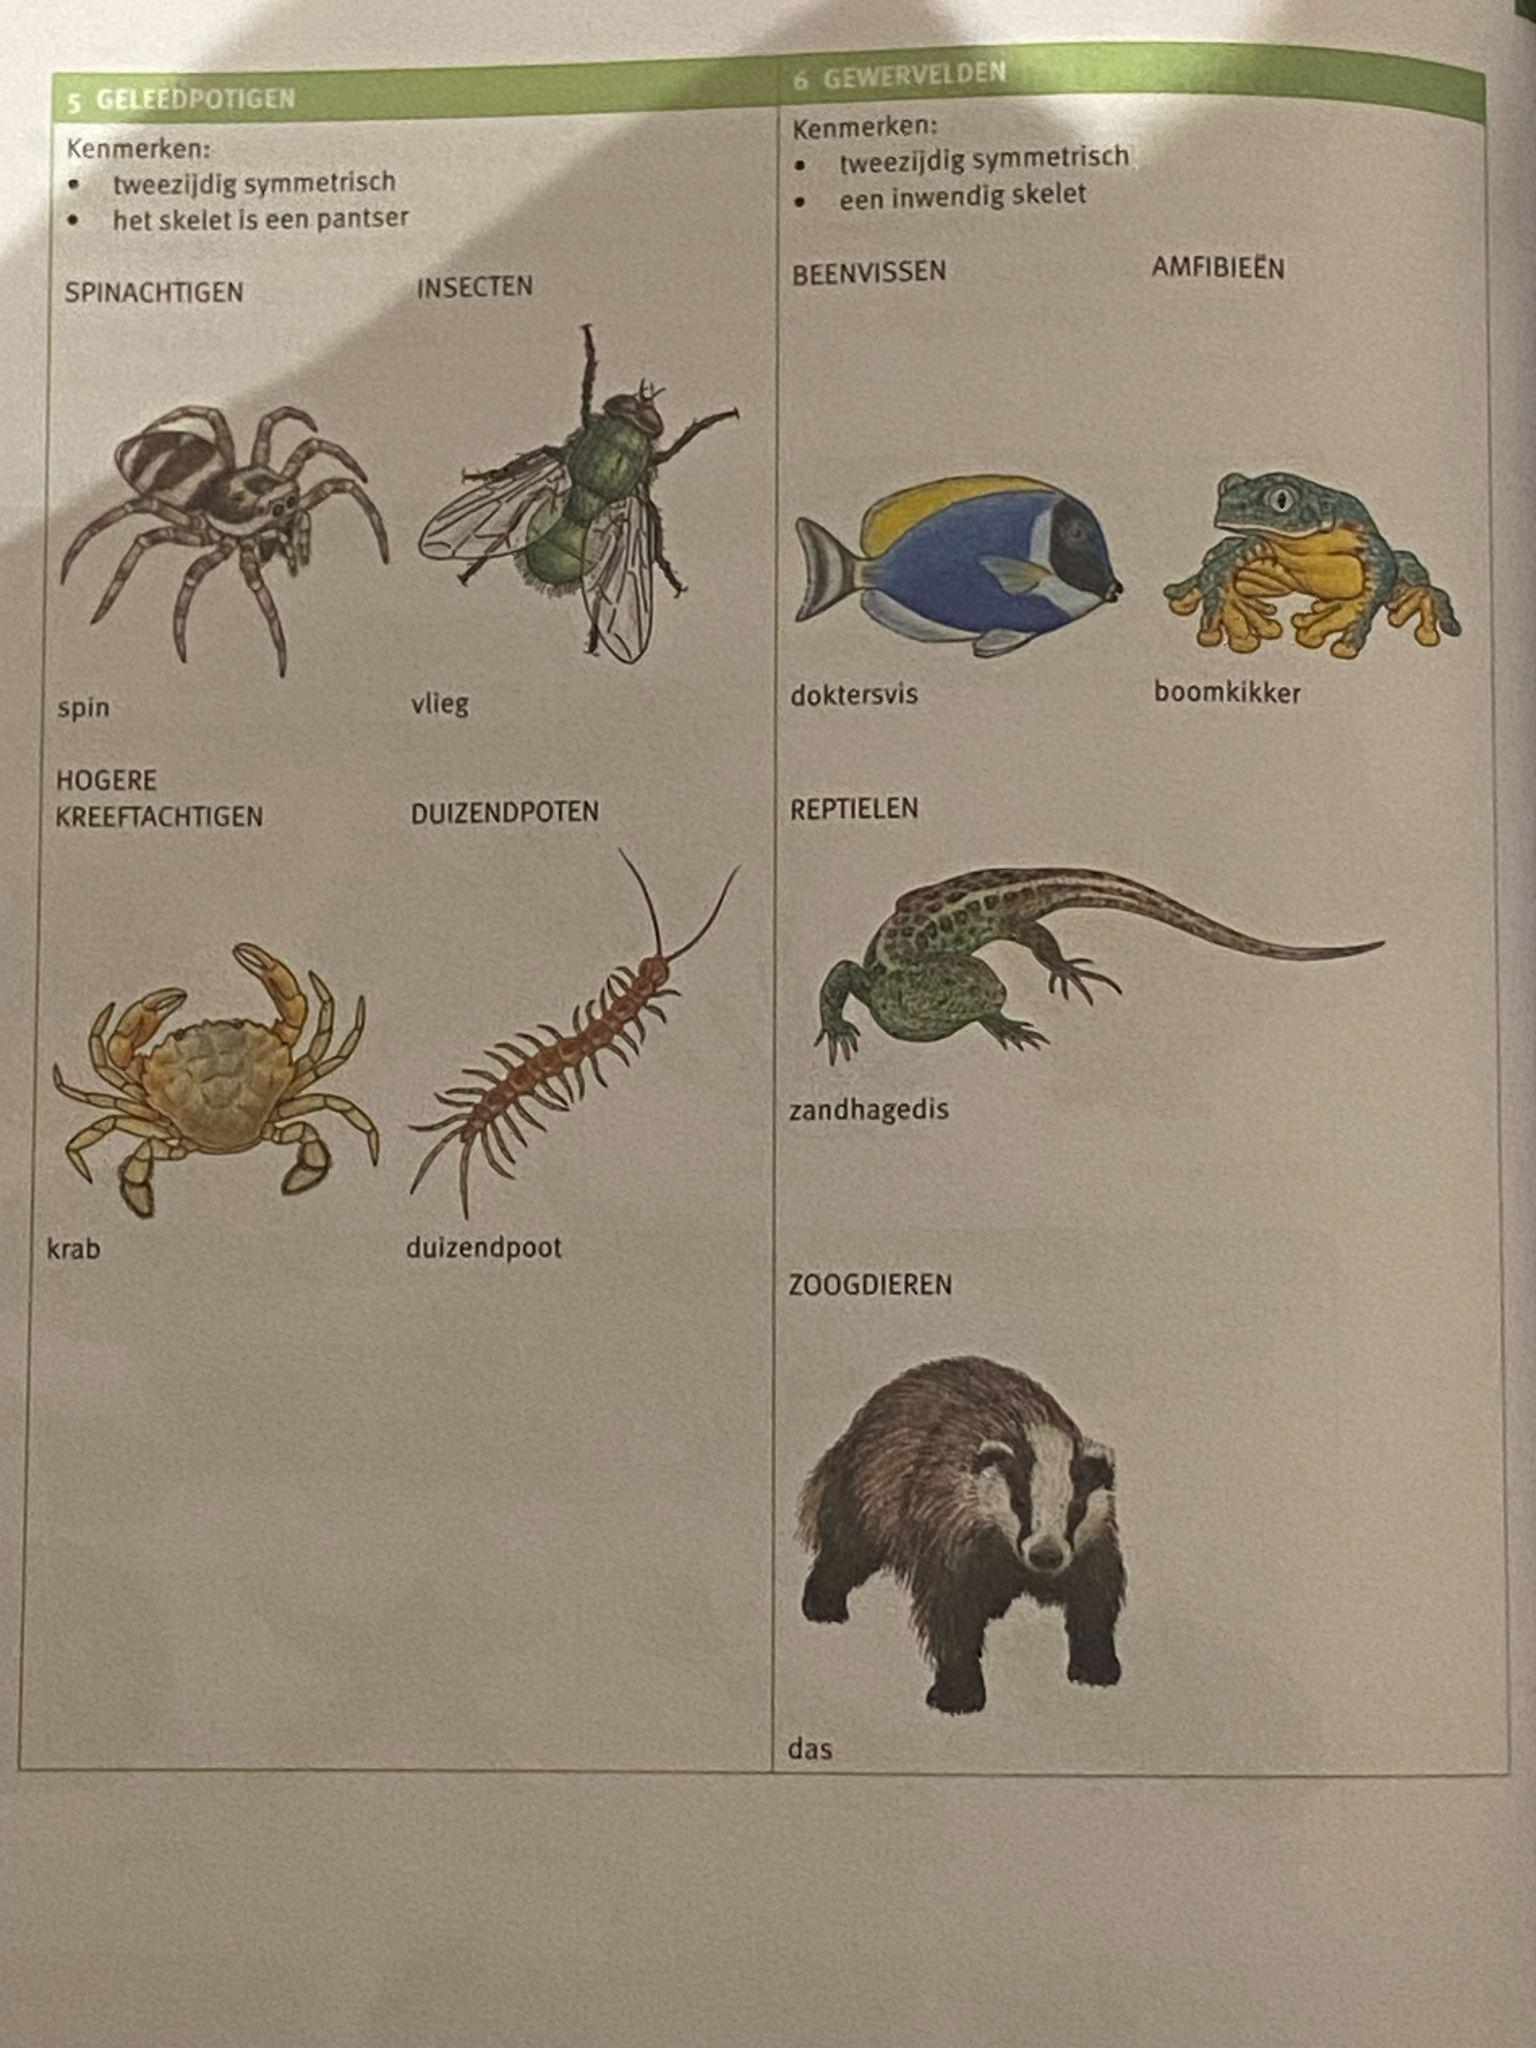 5 GELEEDPOTIGEN
Kenmerken:
• tweezijdig symmetrisch
• het skelet is een pantser
SPINACHTIGEN
INSECTEN
spin
vlieg
HOGERE
KREEFTACHTIGEN
DUIZENDPOTEN
krab
duizendpoot
6 GEWERVELDEN
Kenmerken:
• tweezijdig symmetrisch
• een inwendig skelet
BEENVISSEN
AMFIBIEËN
doktersvis
boomkikker
REPTIELEN
zandhagedis
ZOOGDIEREN
das